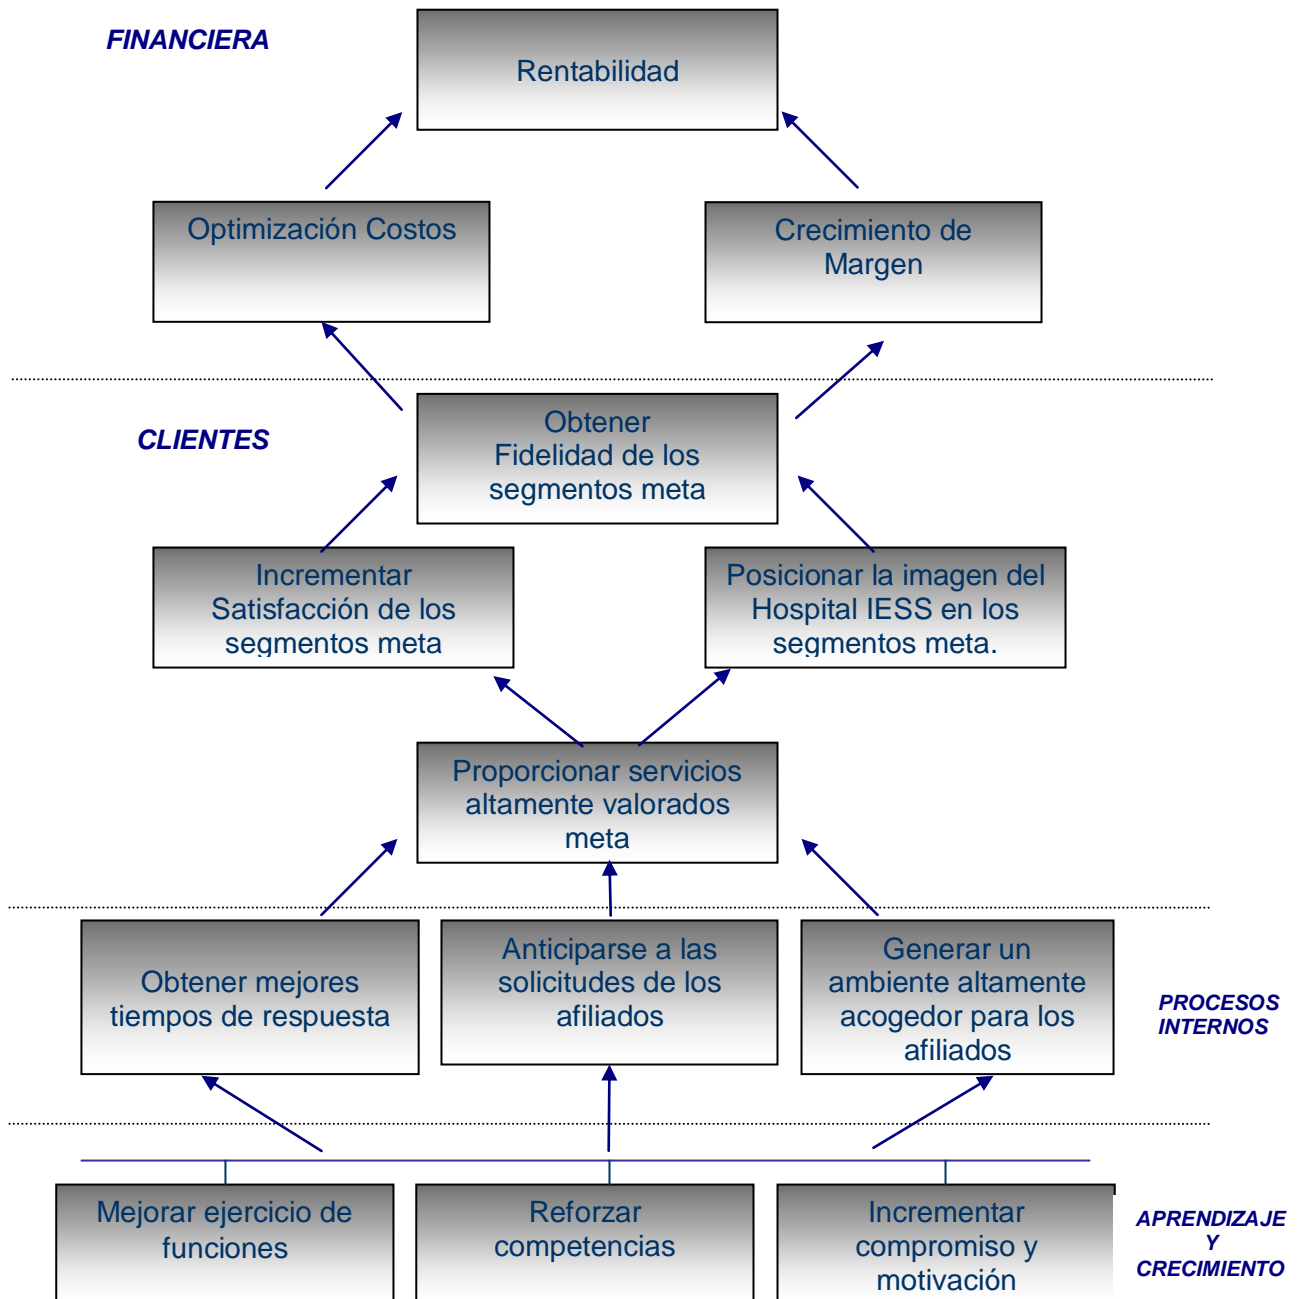 FINANCIERA
Rentabilidad
Optimización Costos
Crecimiento de
Margen
CLIENTES
Obtener
Fidelidad de los
segmentos meta
Incrementar
Satisfacción de los
segmentos meta
Posicionar la imagen del
Hospital IESS en los
segmentos meta.
Proporcionar servicios
altamente valorados
meta
Obtener mejores
tiempos de respuesta
Anticiparse a las
solicitudes de los
afiliados
Generar un
ambiente altamente
acogedor para los
afiliados
PROCESOS
INTERNOS
Mejorar ejercicio de
funciones
Reforzar
competencias
Incrementar
compromiso y
motivación
APRENDIZAJE
Y
CRECIMIENTO